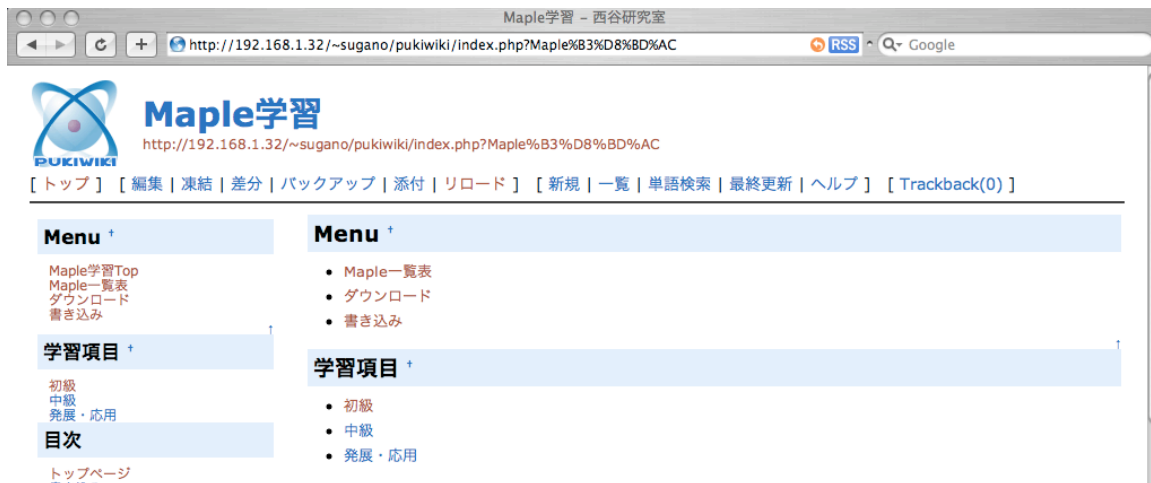 Maple学習 – 西谷研究室
http://192.168.1.32/~sugano/pukiwiki/index.php?Maple%B3%D8%BD%AC RSS Google
PUKIWIKI
Maple学習
http://192.168.1.32/~sugano/pukiwiki/index.php?Maple%B3%D8%BD%AC
[ トップ ] [ 編集 | 凍結 | 差分 | バックアップ | 添付 | リロード ] [ 新規 | 一覧 | 単語検索 | 最終更新 | ヘルプ ] [ Trackback(0) ]
Menu †
Maple学習Top
Maple一覧表
ダウンロード
書き込み
↑
学習項目 †
初級
中級
発展・応用
目次
トップページ
Menu †
• Maple一覧表
• ダウンロード
• 書き込み
↑
学習項目 †
• 初級
• 中級
• 発展・応用